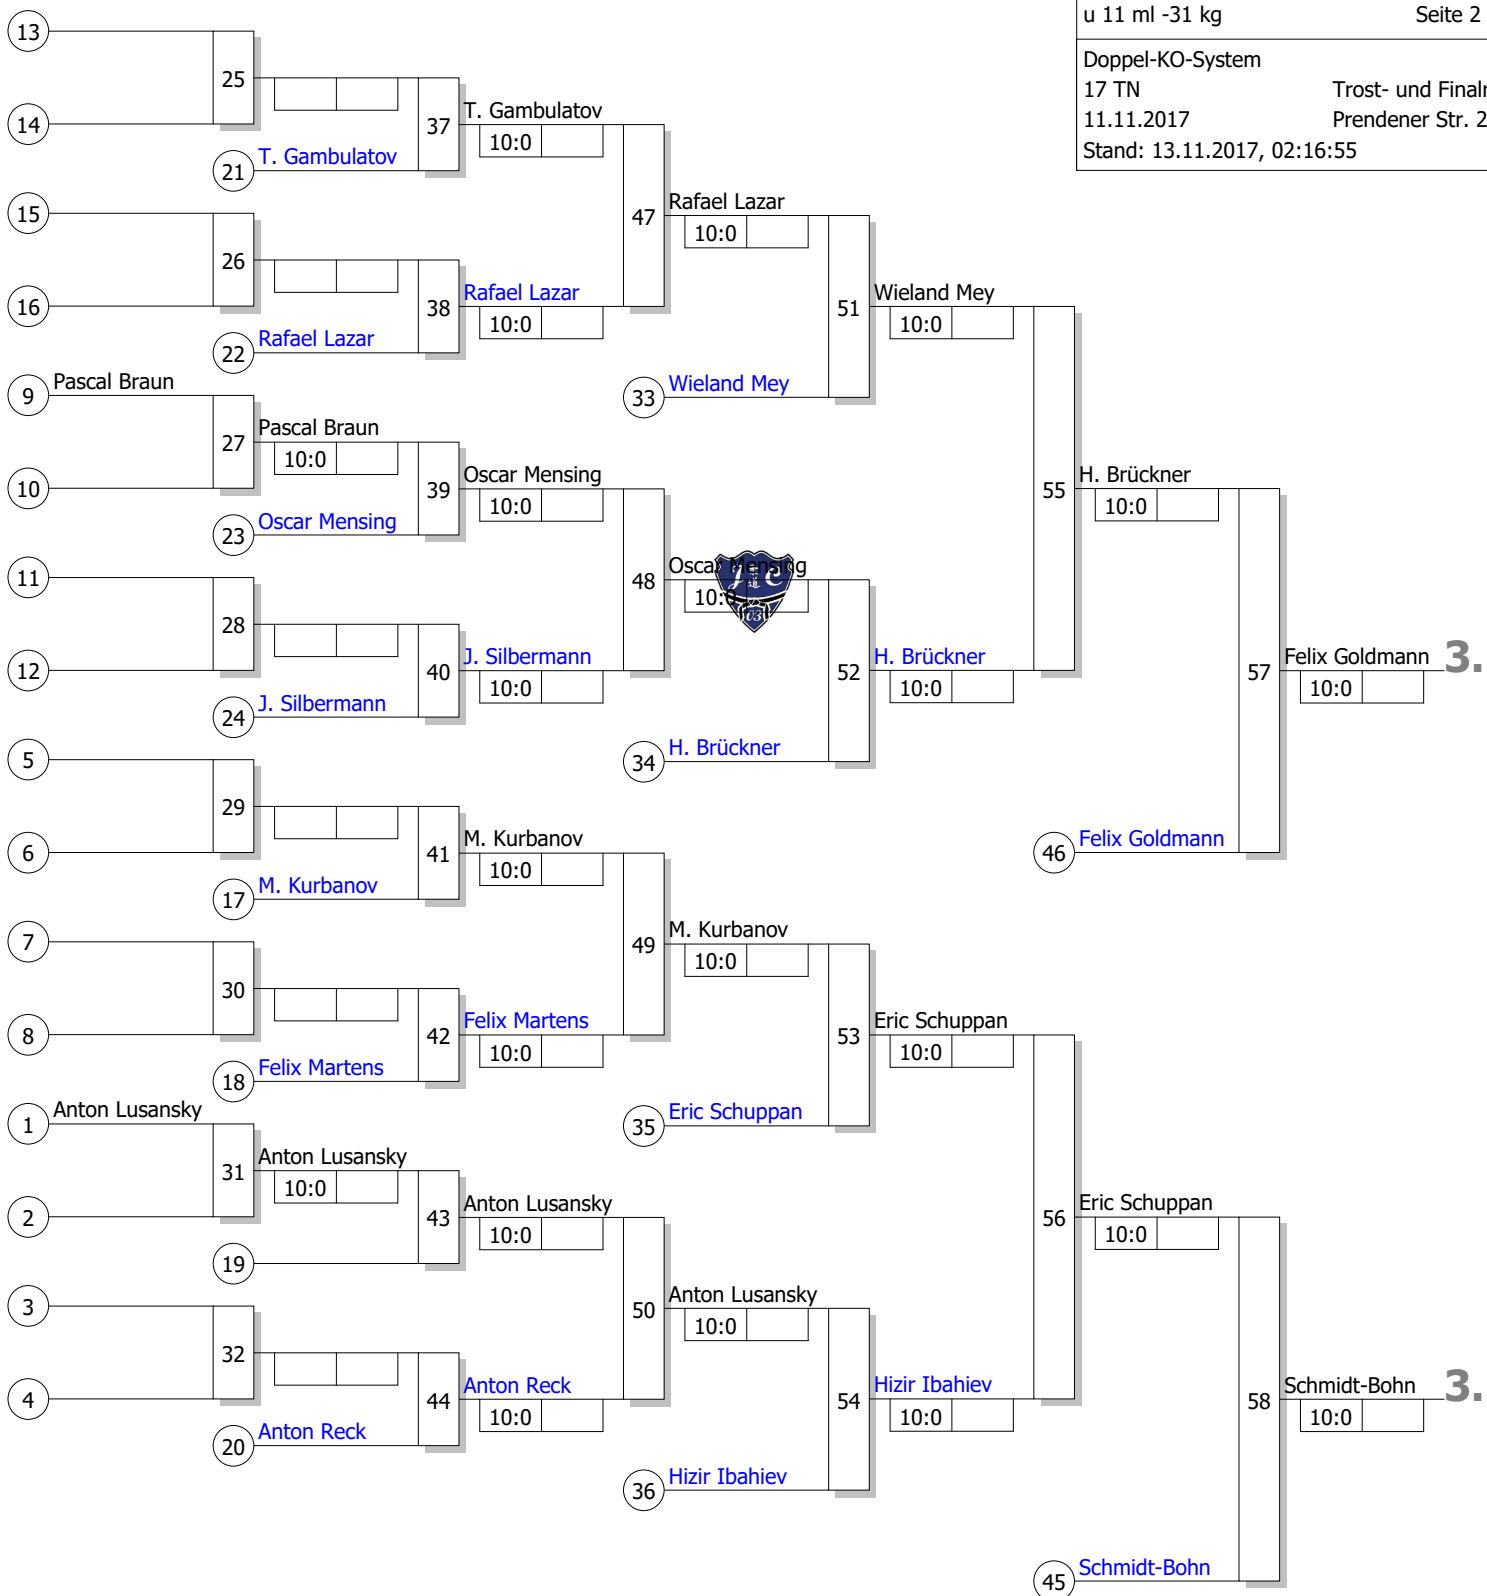 u 11 ml -31 kg Seite 2
Doppel-KO-System
17 TN Trost- und Finalr
11.11.2017 Prendener Str. 2
Stand: 13.11.2017, 02:16:55
13
25
14
37
T. Gambulatov
10:0
21
T. Gambulatov
15
47
Rafael Lazar
10:0
26
16
38
Rafael Lazar
10:0
22
Rafael Lazar
51
Wieland Mey
10:0
9
Pascal Braun
33
Wieland Mey
27
Pascal Braun
10:0
10
39
Oscar Mensing
10:0
55
H. Brückner
10:0
23
Oscar Mensing
11
48
Oscar Mensing
10:0
J C
03
28
12
40
J. Silbermann
10:0
52
H. Brückner
10:0
57
Felix Goldmann
10:0
3.
24
J. Silbermann
5
34
H. Brückner
29
6
41
M. Kurbanov
10:0
46
Felix Goldmann
17
M. Kurbanov
7
49
M. Kurbanov
10:0
30
8
42
Felix Martens
10:0
53
Eric Schuppan
10:0
18
Felix Martens
1
Anton Lusansky
35
Eric Schuppan
31
Anton Lusansky
10:0
2
43
Anton Lusansky
10:0
56
Eric Schuppan
10:0
19
3
50
Anton Lusansky
10:0
32
4
44
Anton Reck
10:0
54
Hizir Ibahiev
10:0
58
Schmidt-Bohn
10:0
3.
20
Anton Reck
36
Hizir Ibahiev
45
Schmidt-Bohn